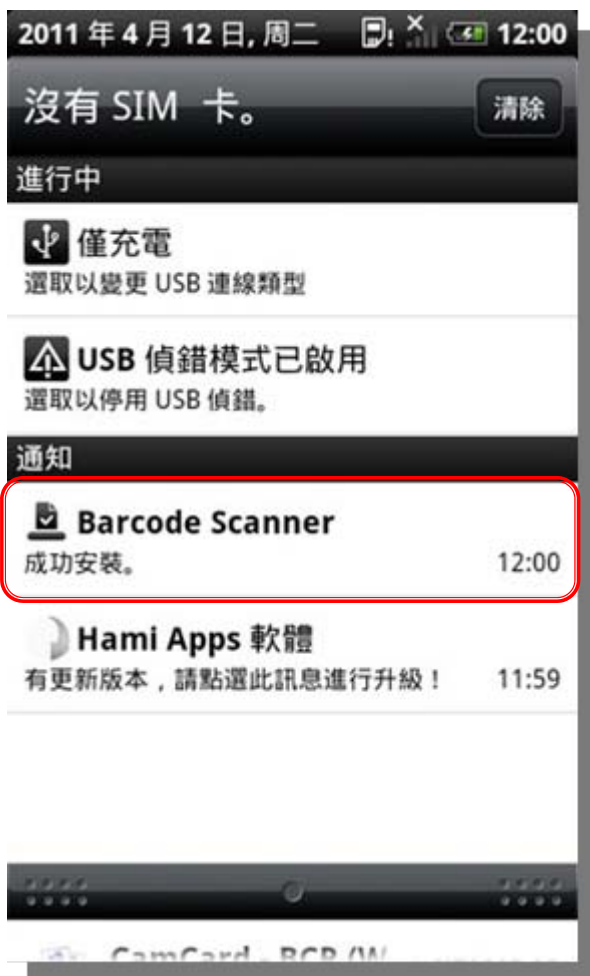 2011 年 4 月 12 日, 周二 12:00
沒有 SIM 卡。 清除
進行中
僅充電
選取以變更 USB 連線類型
USB 偵錯模式已啟用
選取以停用 USB 偵錯。
通知
Barcode Scanner
成功安裝。 12:00
Hami Apps 軟體
有更新版本，請點選此訊息進行升級！ 11:59
CamCard - BCR (W